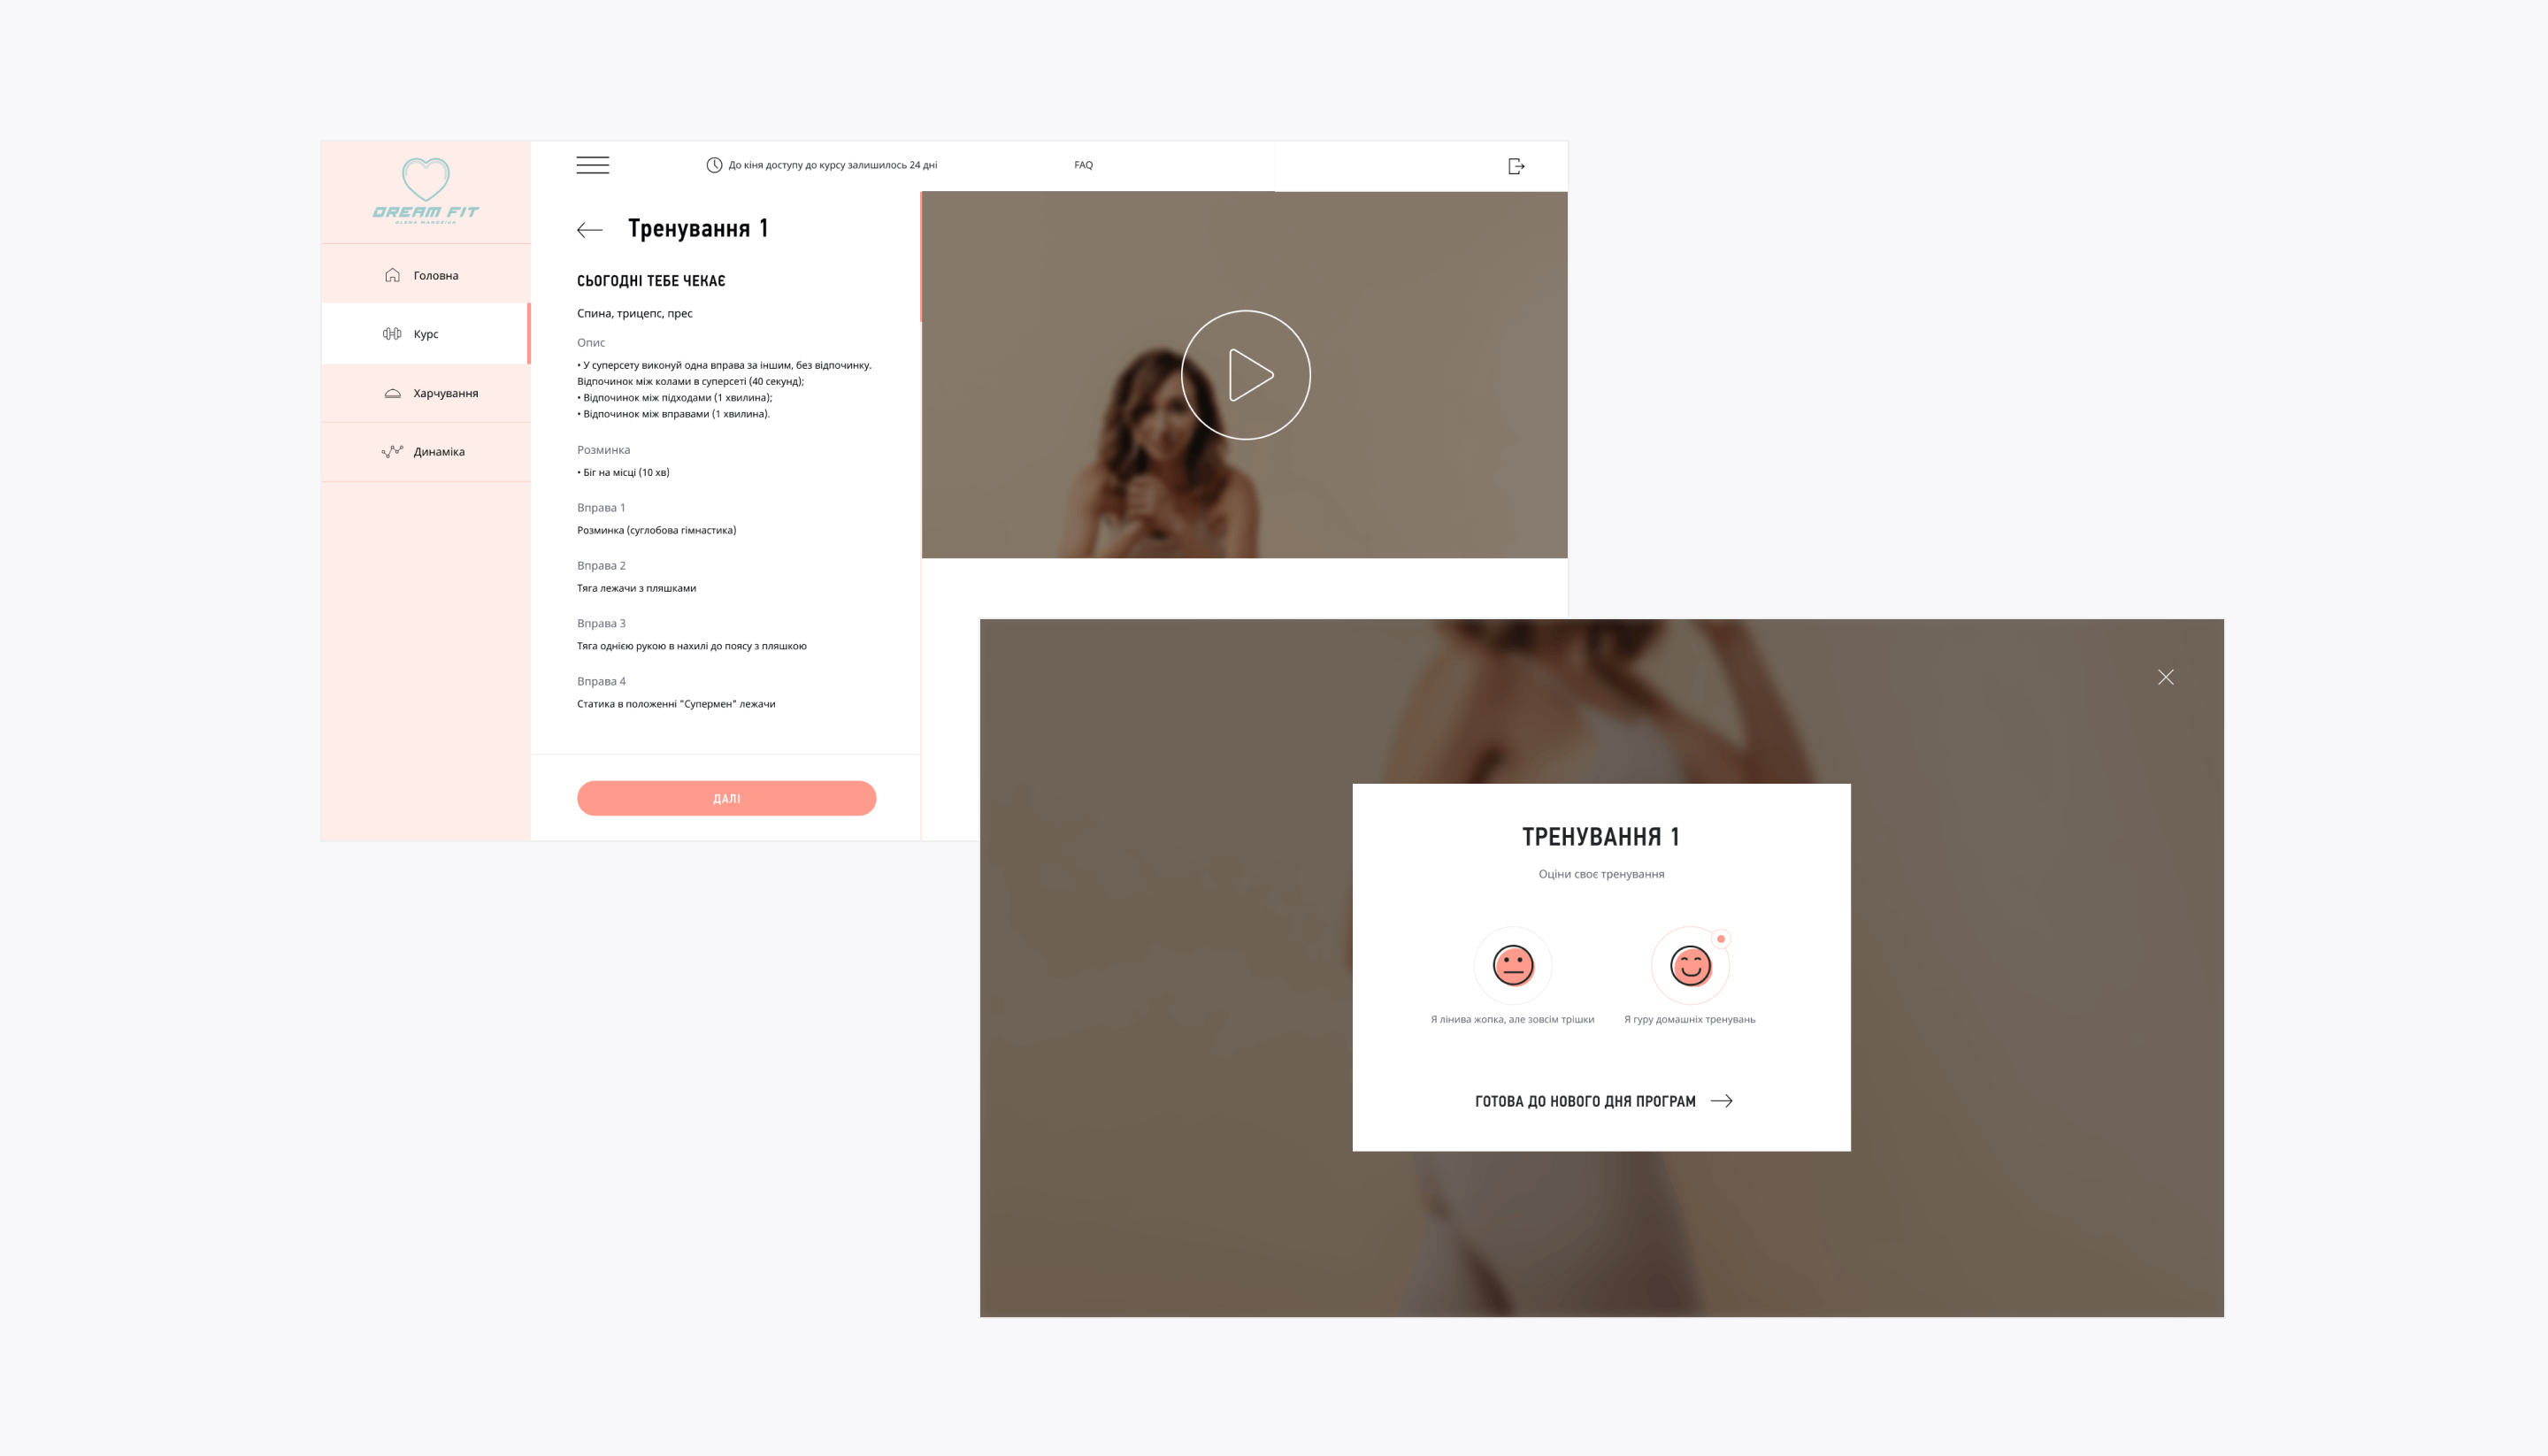 DREAM FIT
Головна
Курс
Харчування
Динаміка
До кіня доступу до курсу залишилось 24 дні
FAQ
Тренування 1
СЬОГОДНІ ТЕБЕ ЧЕКАЄ
Спина, трицепс, прес
Опис
• У суперсету виконуй одна вправа за іншим, без відпочинку.
Відпочинок між колами в суперсеті (40 секунд);
• Відпочинок між підходами (1 хвилина);
• Відпочинок між вправами (1 хвилина).
Розминка
• Біг на місці (10 хв)
Вправа 1
Розминка (суглобова гімнастика)
Вправа 2
Тяга лежачи з пляшками
Вправа 3
Тяга однією рукою в нахилі до поясу з пляшкою
Вправа 4
Статика в положенні "Супермен" лежачи
ДАЛІ
ТРЕНУВАННЯ 1
Оціни своє тренування
Я лінива жопка, але зовсім трішки
Я гуру домашніх тренувань
ГОТОВА ДО НОВОГО ДНЯ ПРОГРАМ